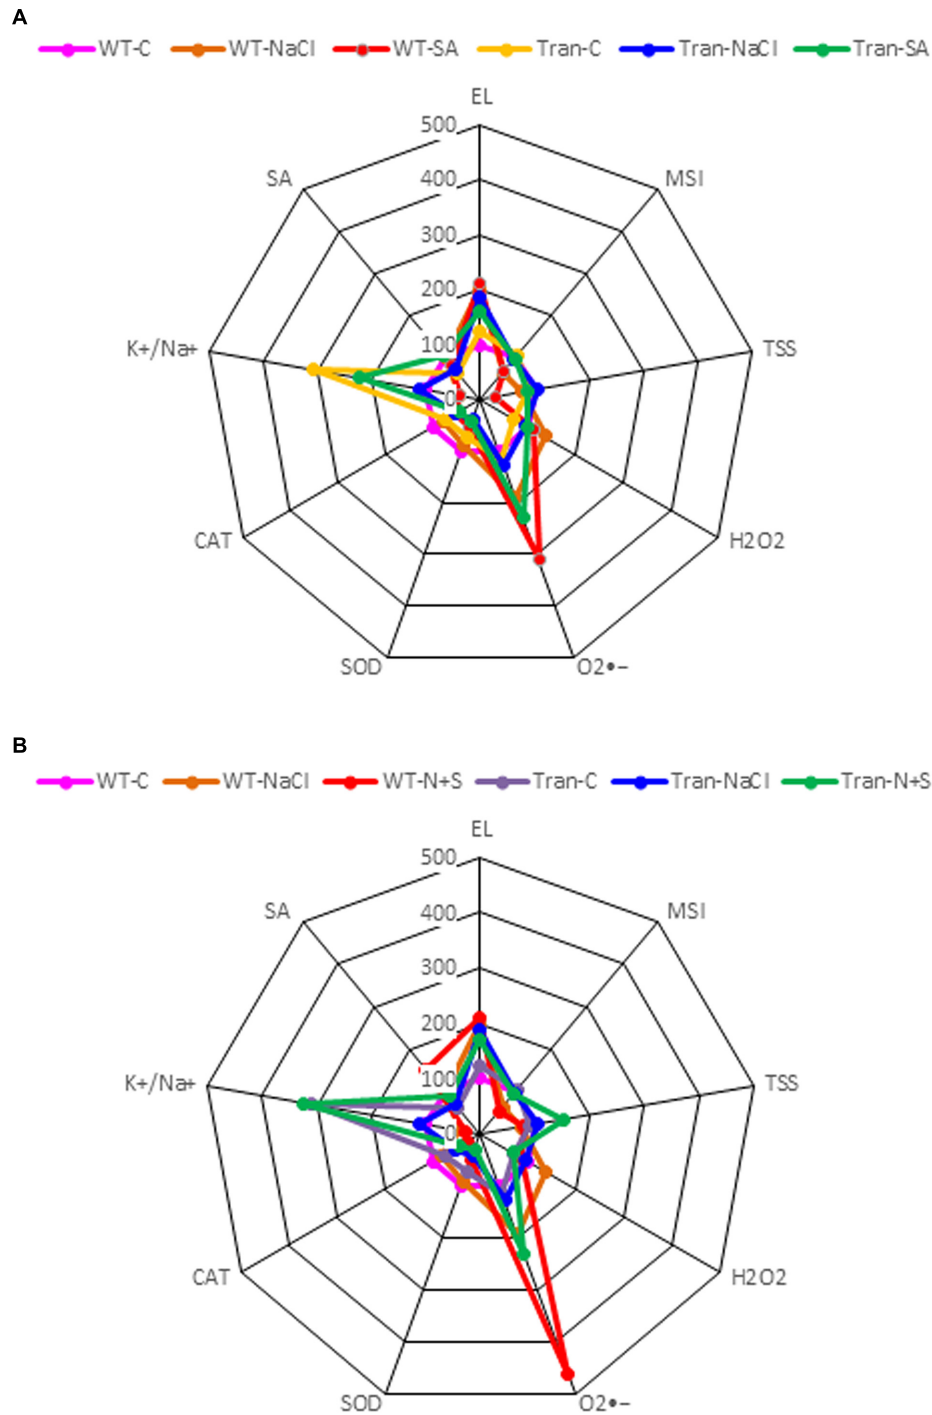 A
WT-C WT-NaCl WT-SA Tran-C Tran-NaCl Tran-SA
EL
500
SA
400
MSI
300
200
K+/Na+
100
TSS
0
CAT
H2O2
SOD
O2•−
B
WT-C WT-NaCl WT-N+S Tran-C Tran-NaCl Tran-N+S
EL
500
SA
400
MSI
300
200
K+/Na+
100
TSS
0
CAT
H2O2
SOD
O2•−